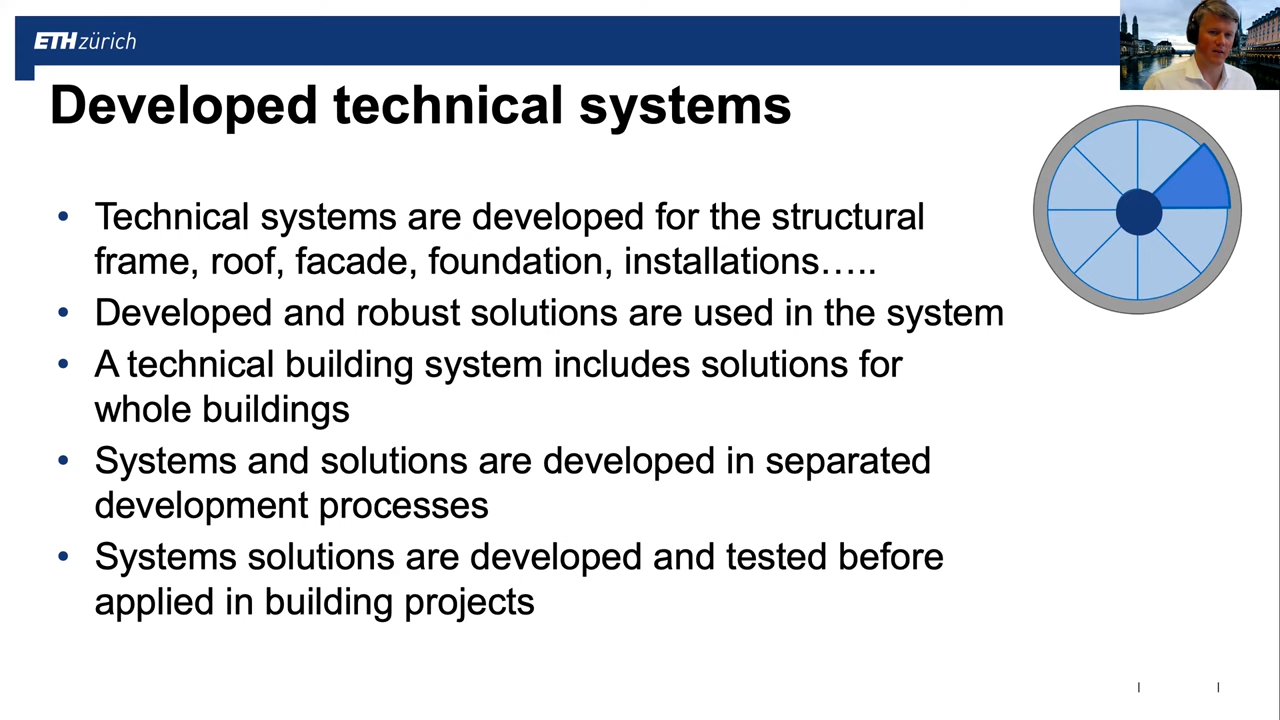 ETH zürich
Developed technical systems
• Technical systems are developed for the structural
frame, roof, facade, foundation, installations…..
• Developed and robust solutions are used in the system
• A technical building system includes solutions for
whole buildings
• Systems and solutions are developed in separated
development processes
• Systems solutions are developed and tested before
applied in building projects